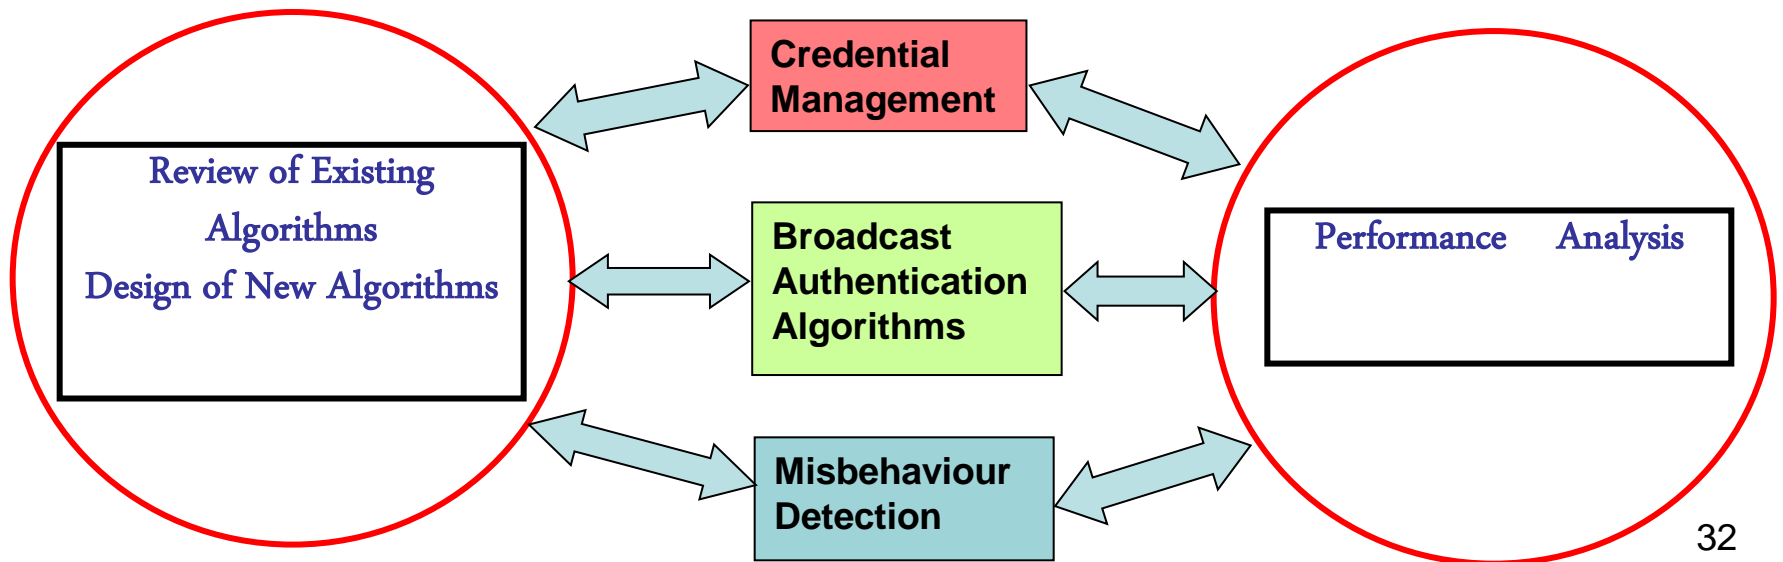 Review of Existing
Algorithms
Design of New Algorithms
Credential
Management
Broadcast
Authentication
Algorithms
Misbehaviour
Detection
Performance Analysis
32